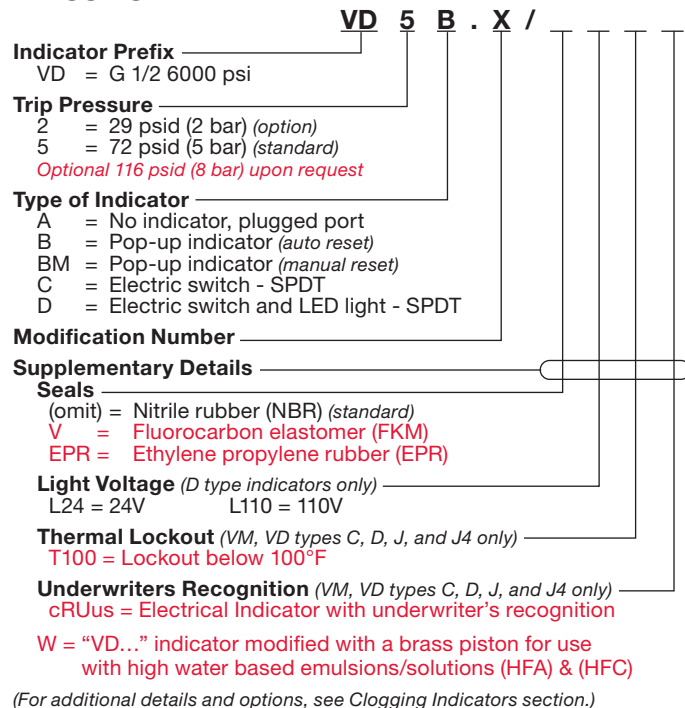 VD 5 B . X /
Indicator Prefix
VD = G 1/2 6000 psi
Trip Pressure
2 = 29 psid (2 bar) (option)
5 = 72 psid (5 bar) (standard)
Optional 116 psid (8 bar) upon request
Type of Indicator
A = No indicator, plugged port
B = Pop-up indicator (auto reset)
BM = Pop-up indicator (manual reset)
C = Electric switch - SPDT
D = Electric switch and LED light - SPDT
Modification Number
Supplementary Details
Seals
(omit) = Nitrile rubber (NBR) (standard)
V = Fluorocarbon elastomer (FKM)
EPR = Ethylene propylene rubber (EPR)
Light Voltage (D type indicators only)
L24 = 24V L110 = 110V
Thermal Lockout (VM, VD types C, D, J, and J4 only)
T100 = Lockout below 100°F
Underwriters Recognition (VM, VD types C, D, J, and J4 only)
cRUus = Electrical Indicator with underwriter's recognition
W = “VD…” indicator modified with a brass piston for use
with high water based emulsions/solutions (HFA) & (HFC)
(For additional details and options, see Clogging Indicators section.)